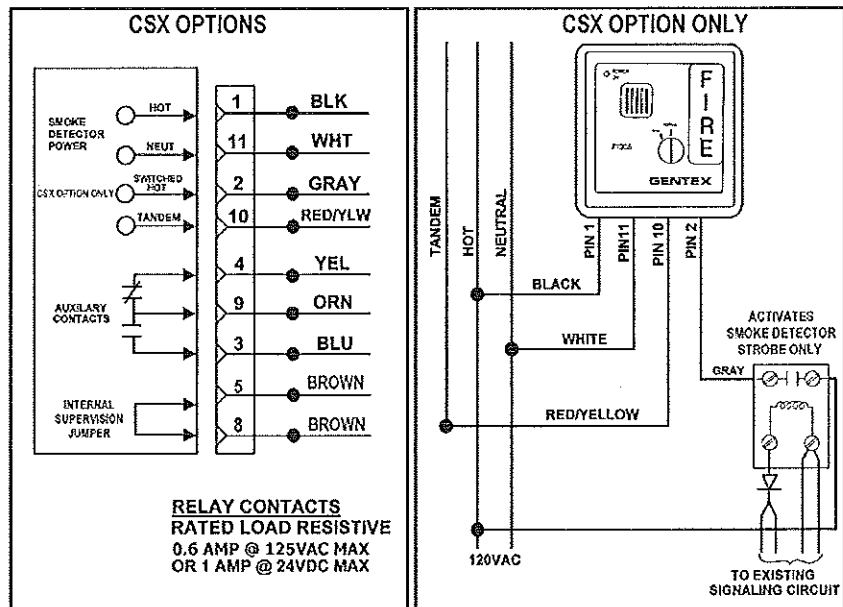 CSX OPTIONS
SMOKE
DETECTOR
POWER
HOT
1
BLK
NEUT
11
WHT
CSX OPTION ONLY
SWITCHED
HOT
2
GRAY
TANDEM
10
RED/YLW
AUXILARY
CONTACTS
4
YEL
9
ORN
3
BLU
INTERNAL
SUPERVISION
JUMPER
5
BROWN
8
BROWN
RELAY CONTACTS
RATED LOAD RESISTIVE
0.6 AMP @ 125VAC MAX
OR 1 AMP @ 24VDC MAX
CSX OPTION ONLY
POWER
FIRE
GENTEX
TANDEM
HOT
NEUTRAL
PIN 1
PIN11
PIN 10
PIN 2
BLACK
WHITE
RED/YELLOW
GRAY
ACTIVATES
SMOKE DETECTOR
STROBE ONLY
120VAC
TO EXISTING
SIGNALING CIRCUIT